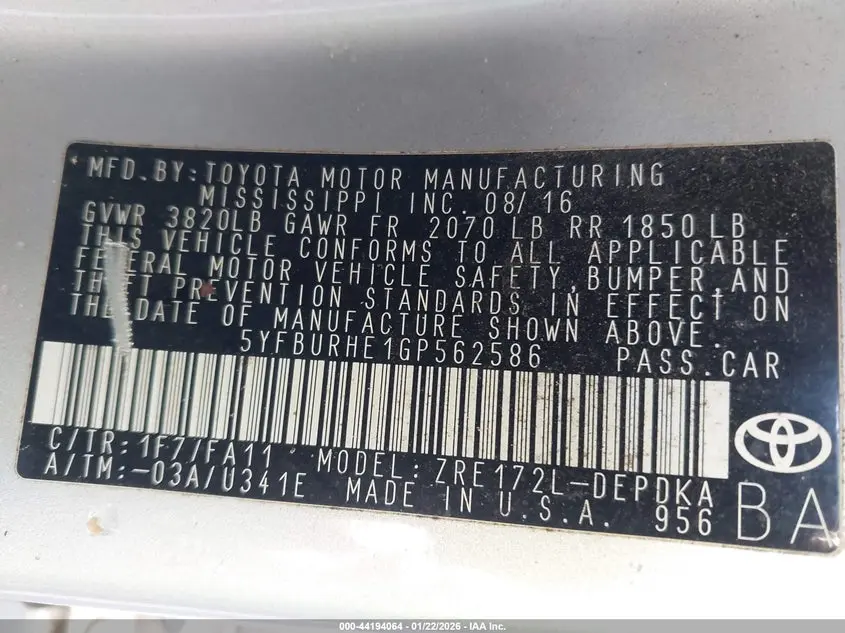 MFD.BY:TOYOTA MOTOR MANUFACTURING
MISSISSIPPI INC 08/16
GVWR 3820LB GAWR FR 2070 LB RR 1850 LB
THIS VEHICLE CONFORMS TO ALL APPLICABLE
FEDERAL MOTOR VEHICLE SAFETY,BUMPER,AND
THEFT PREVENTION STANDARDS IN EFFECT ON
THE DATE OF MANUFACTURE SHOWN ABOVE.
5YFBURHE1GP562586 PASS.CAR
C/TR:1F7/FA11 MODEL:ZRE172L-DEPDKA
A/TM:-03A/U341E MADE IN U.S.A. 956 BA
000-44194064 - 01/22/2026 - IAA Inc.